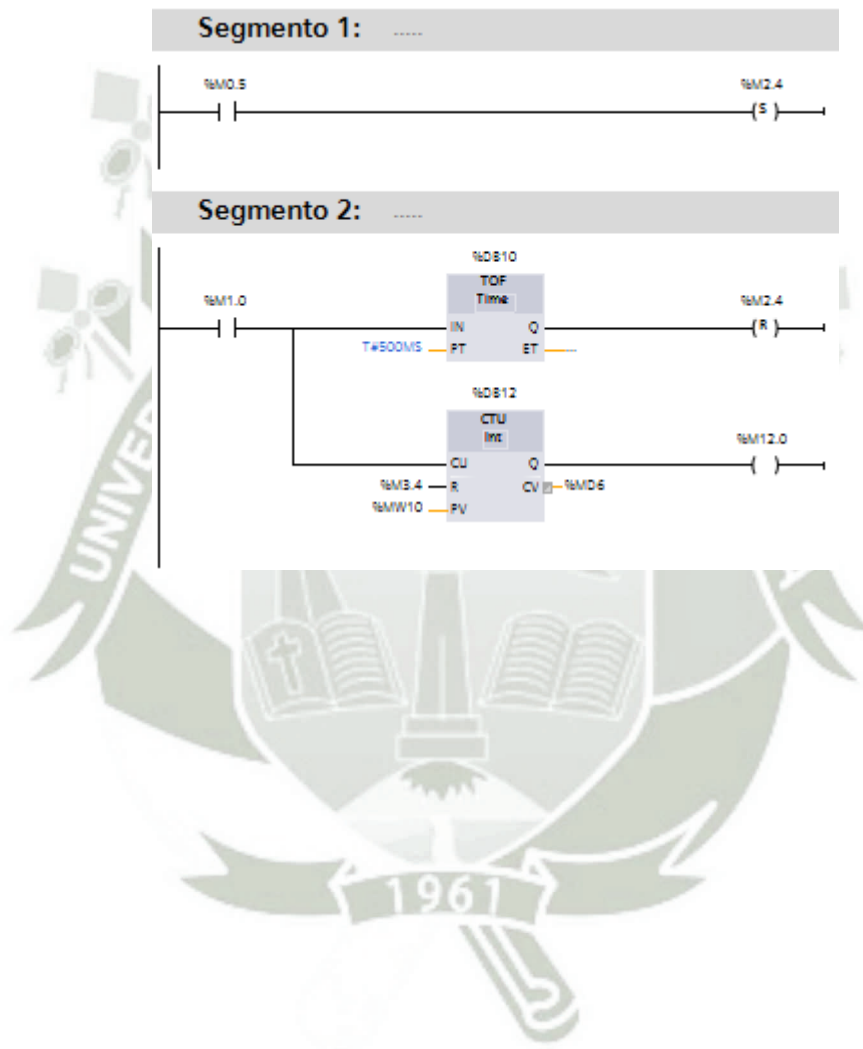 Segmento 1: .....
%M0.5 %M2.4
S
Segmento 2: .....
%DB10
TOF
Time
%M1.0 %M2.4
IN Q R
T#500MS PT ET ...
%DB12
CTU
Int
%M12.0
CU Q
%M3.4 R CV %MD6
%MW10 PV
1961